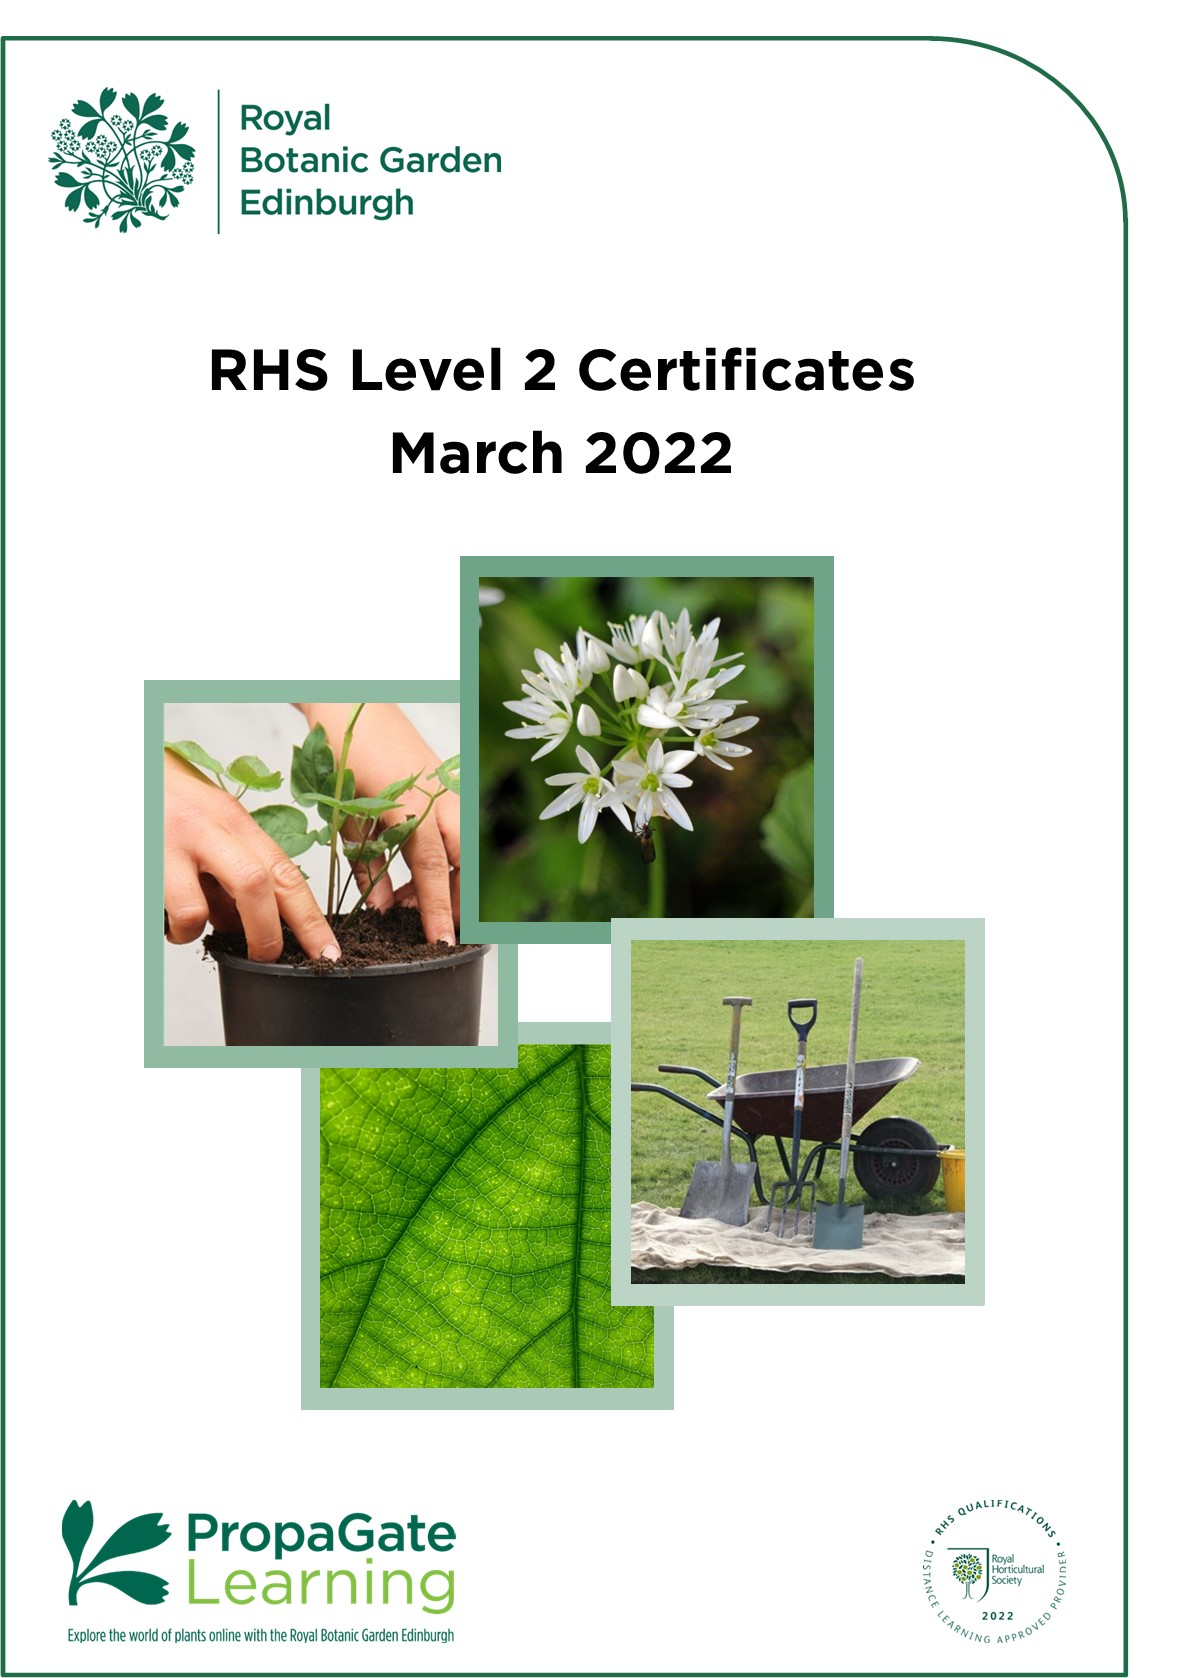 Royal
Botanic Garden
Edinburgh
RHS Level 2 Certificates
March 2022
PropaGate
Learning
Explore the world of plants online with the Royal Botanic Garden Edinburgh
• RHS QUALIFICATIONS •
Royal
Horticultural
Society
2022
DISTANCE LEARNING APPROVED PROVIDER